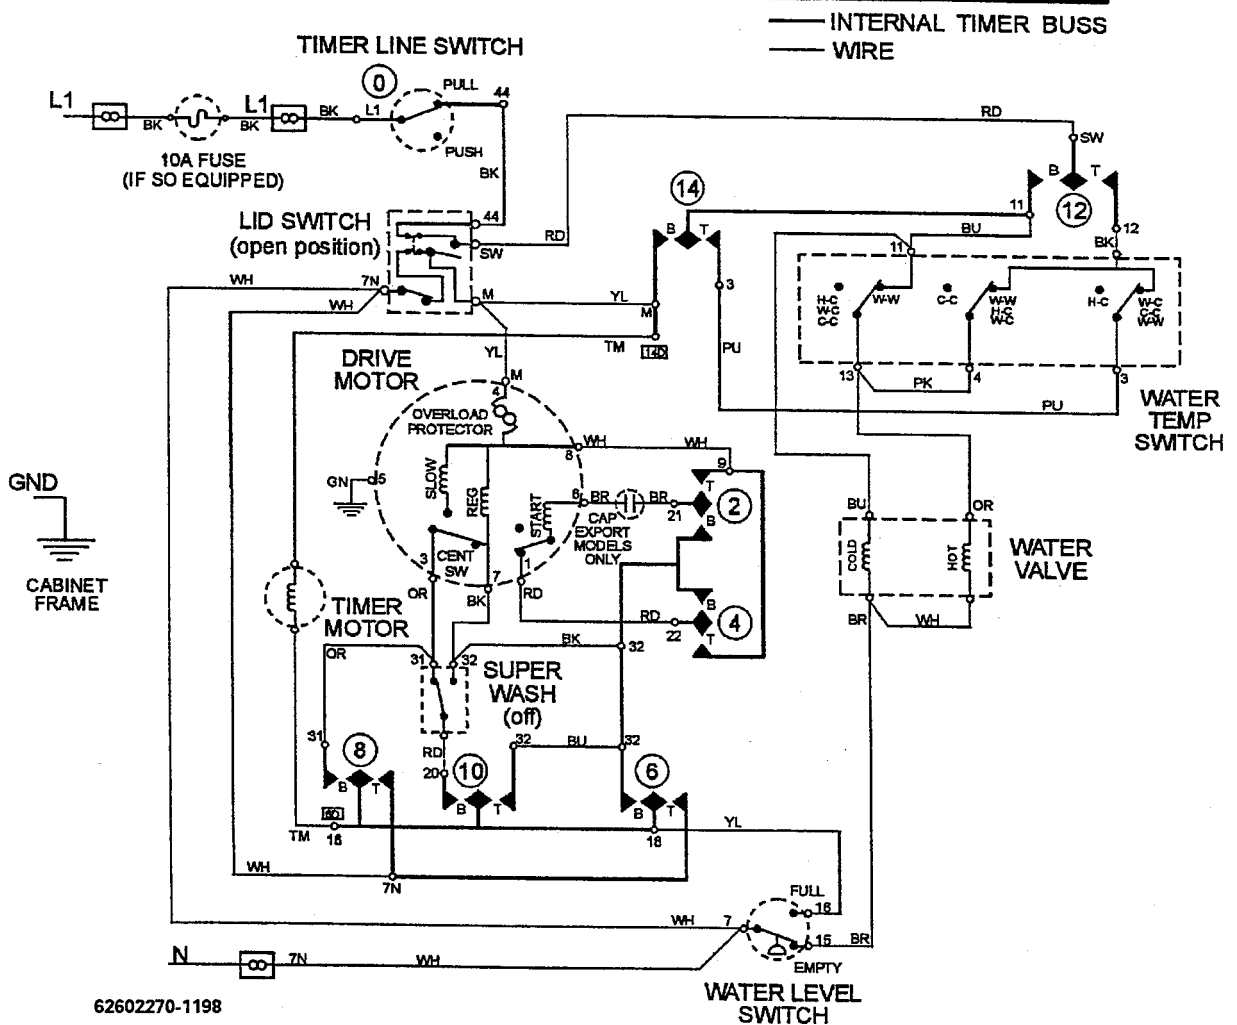 INTERNAL TIMER BUSS
WIRE
TIMER LINE SWITCH
0
PULL
44
L1
BK
L1
BK
BK
L1
PUSH
10A FUSE
(IF SO EQUIPPED)
BK
RD
SW
B
T
12
11
12
BK
14
B
T
LID SWITCH
(open position)
44
SW
RD
BU
11
WH
7N
WH
M
YL
M
3
TM
14D
PU
H-C
W-C
C-C
W-W
C-C
W-W
H-C
W-C
H-C
W-C
C-C
W-W
13
PK
4
3
PU
WATER
TEMP
SWITCH
DRIVE
MOTOR
YL
M
4
OVERLOAD
PROTECTOR
8
WH
WH
9
T
2
B
SLOW
REG
START
GN
5
6
BR
BR
21
CAP
EXPORT
MODELS
ONLY
CENT
SW
3
7
1
OR
BK
RD
RD
22
B
4
T
GND
CABINET
FRAME
BU
OR
COLD
HOT
WATER
VALVE
BR
WH
TIMER
MOTOR
OR
31
32
BK
32
SUPER
WASH
(off)
31
8
B
T
RD
20
10
B
T
32
BU
32
6
B
T
6D
TM
16
18
YL
WH
7N
FULL
16
WH
7
15
BR
EMPTY
N
7N
WH
WATER LEVEL
SWITCH
62602270-1198